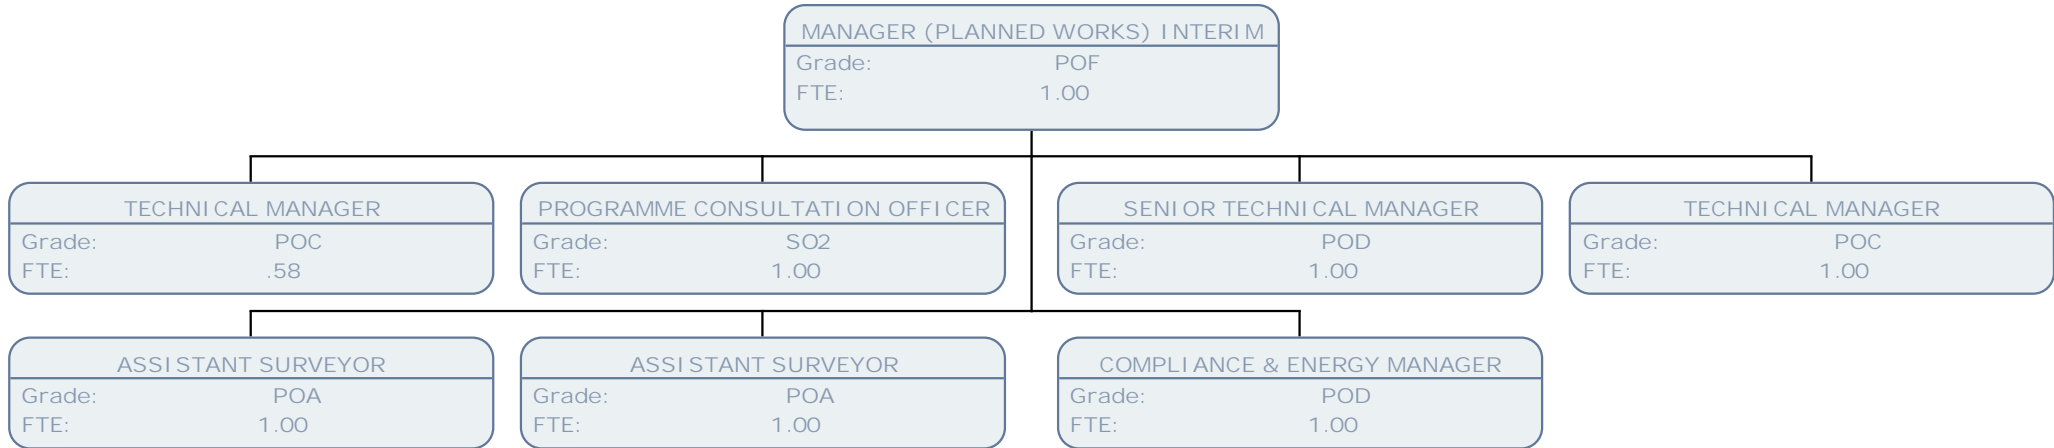 MANAGER (PLANNED WORKS) INTERIM
Grade: POF
FTE: 1.00
TECHNICAL MANAGER
Grade: POC
FTE: .58
PROGRAMME CONSULTATION OFFICER
Grade: SO2
FTE: 1.00
SENIOR TECHNICAL MANAGER
Grade: POD
FTE: 1.00
TECHNICAL MANAGER
Grade: POC
FTE: 1.00
ASSISTANT SURVEYOR
Grade: POA
FTE: 1.00
ASSISTANT SURVEYOR
Grade: POA
FTE: 1.00
COMPLIANCE & ENERGY MANAGER
Grade: POD
FTE: 1.00